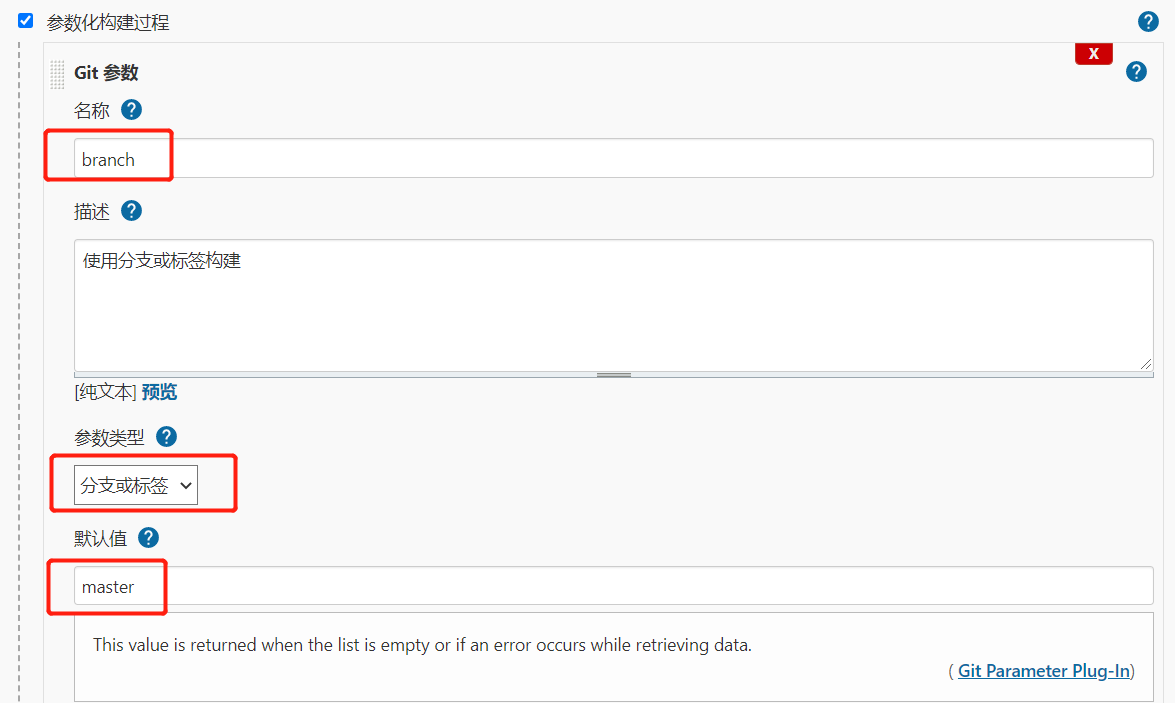 参数化构建过程
?
X
Git 参数
?
名称 ?
branch
描述 ?
使用分支或标签构建
[纯文本] 预览
参数类型 ?
分支或标签
默认值 ?
master
This value is returned when the list is empty or if an error occurs while retrieving data.
( Git Parameter Plug-In)